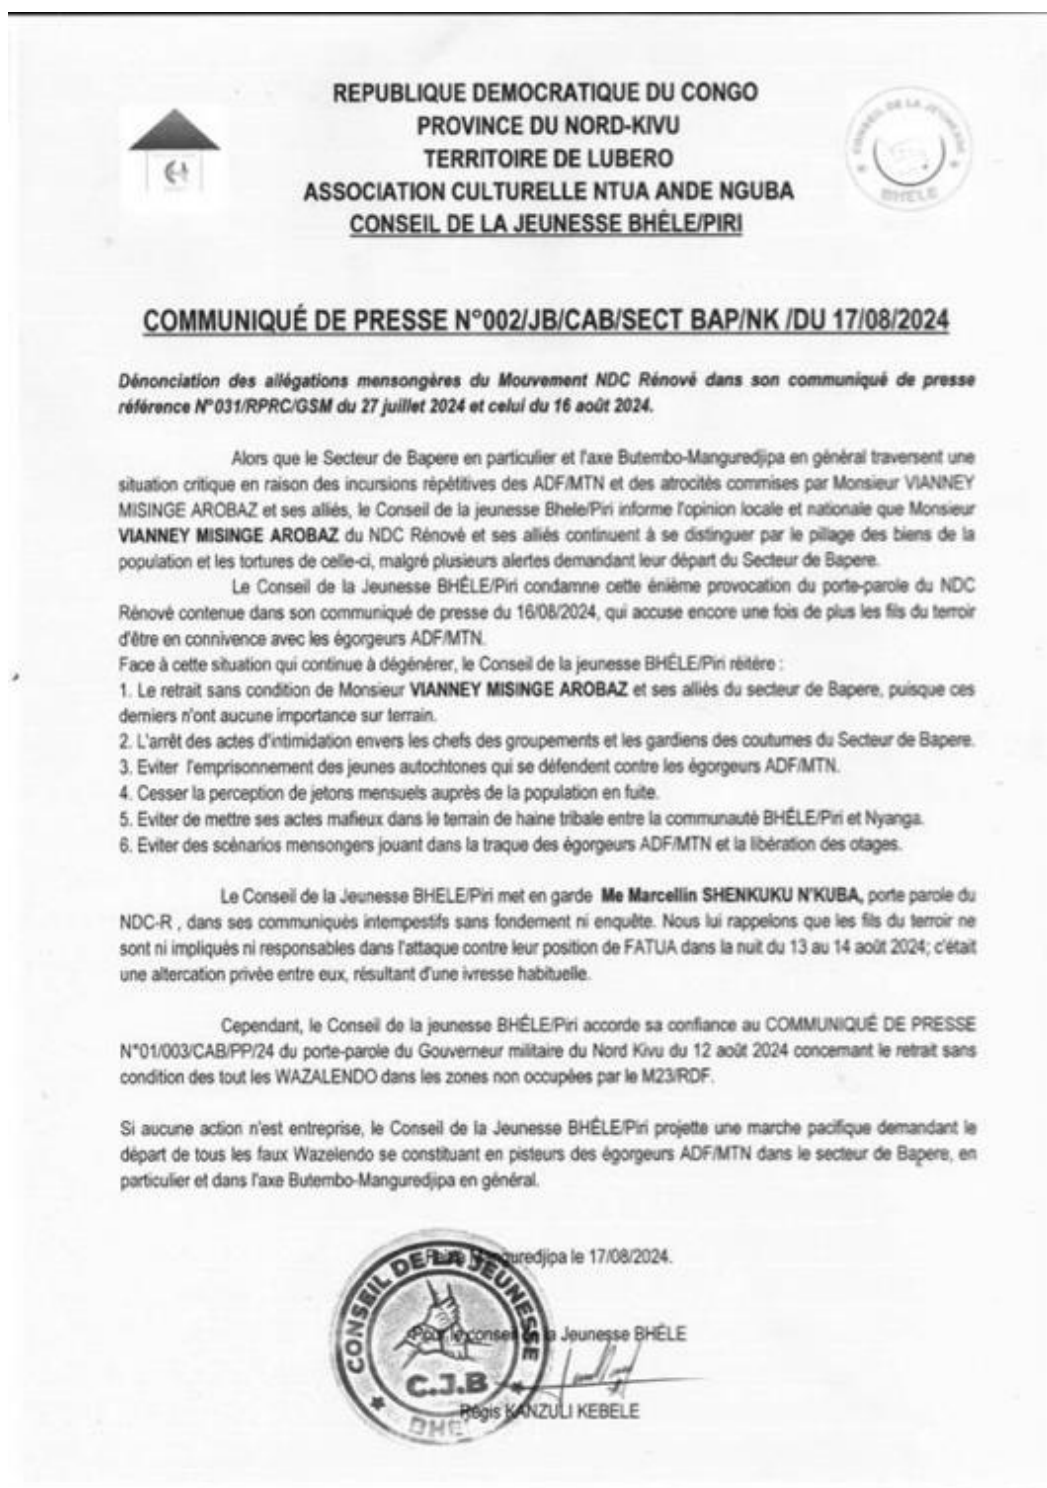 REPUBLIQUE DEMOCRATIQUE DU CONGO
PROVINCE DU NORD-KIVU
TERRITOIRE DE LUBERO
ASSOCIATION CULTURELLE NTUA ANDE NGUBA
CONSEIL DE LA JEUNESSE BHÉLE/PIRI
CONSEIL DE LA JEUNESSE
BHELE
COMMUNIQUÉ DE PRESSE N°002/JB/CAB/SECT BAP/NK /DU 17/08/2024
Dénonciation des allégations mensongères du Mouvement NDC Rénové dans son communiqué de presse
référence N°031/RPRC/GSM du 27 juillet 2024 et celui du 16 août 2024.
Alors que le Secteur de Bapere en particulier et l'axe Butembo-Manguredjipa en général traversent une
situation critique en raison des incursions répétitives des ADF/MTN et des atrocités commises par Monsieur VIANNEY
MISINGE AROBAZ et ses alliés, le Conseil de la jeunesse Bhele/Piri informe l'opinion locale et nationale que Monsieur
VIANNEY MISINGE AROBAZ du NDC Rénové et ses alliés continuent à se distinguer par le pillage des biens de la
population et les tortures de celle-ci, malgré plusieurs alertes demandant leur départ du Secteur de Bapere.
Le Conseil de la Jeunesse BHÉLE/Piri condamne cette énième provocation du porte-parole du NDC
Rénové contenue dans son communiqué de presse du 16/08/2024, qui accuse encore une fois de plus les fils du terroir
d'être en connivence avec les égorgeurs ADF/MTN.
Face à cette situation qui continue à dégénérer, le Conseil de la jeunesse BHÉLE/Piri réitère :
1. Le retrait sans condition de Monsieur VIANNEY MISINGE AROBAZ et ses alliés du secteur de Bapere, puisque ces
derniers n'ont aucune importance sur terrain.
2. L'arrêt des actes d'intimidation envers les chefs des groupements et les gardiens des coutumes du Secteur de Bapere.
3. Eviter l'emprisonnement des jeunes autochtones qui se défendent contre les égorgeurs ADF/MTN.
4. Cesser la perception de jetons mensuels auprès de la population en fuite.
5. Eviter de mettre ses actes mafieux dans le terrain de haine tribale entre la communauté BHÉLE/Piri et Nyanga.
6. Eviter des scénarios mensongers jouant dans la traque des égorgeurs ADF/MTN et la libération des otages.
Le Conseil de la Jeunesse BHELE/Piri met en garde Me Marcellin SHENKUKU N'KUBA, porte parole du
NDC-R , dans ses communiqués intempestifs sans fondement ni enquête. Nous lui rappelons que les fils du terroir ne
sont ni impliqués ni responsables dans l'attaque contre leur position de FATUA dans la nuit du 13 au 14 août 2024; c'était
une altercation privée entre eux, résultant d'une ivresse habituelle.
Cependant, le Conseil de la jeunesse BHÉLE/Piri accorde sa confiance au COMMUNIQUÉ DE PRESSE
N°01/003/CAB/PP/24 du porte-parole du Gouverneur militaire du Nord Kivu du 12 août 2024 concernant le retrait sans
condition des tout les WAZALENDO dans les zones non occupées par le M23/RDF.
Si aucune action n'est entreprise, le Conseil de la Jeunesse BHÉLE/Piri projette une marche pacifique demandant le
départ de tous les faux Wazelendo se constituant en pisteurs des égorgeurs ADF/MTN dans le secteur de Bapere, en
particulier et dans l'axe Butembo-Manguredjipa en général.
Manguredjipa le 17/08/2024.
Pour le conseil de la Jeunesse BHÉLE
Régis KANZULI KEBELE
CONSEIL DE LA JEUNESSE
C.J.B
BHELE